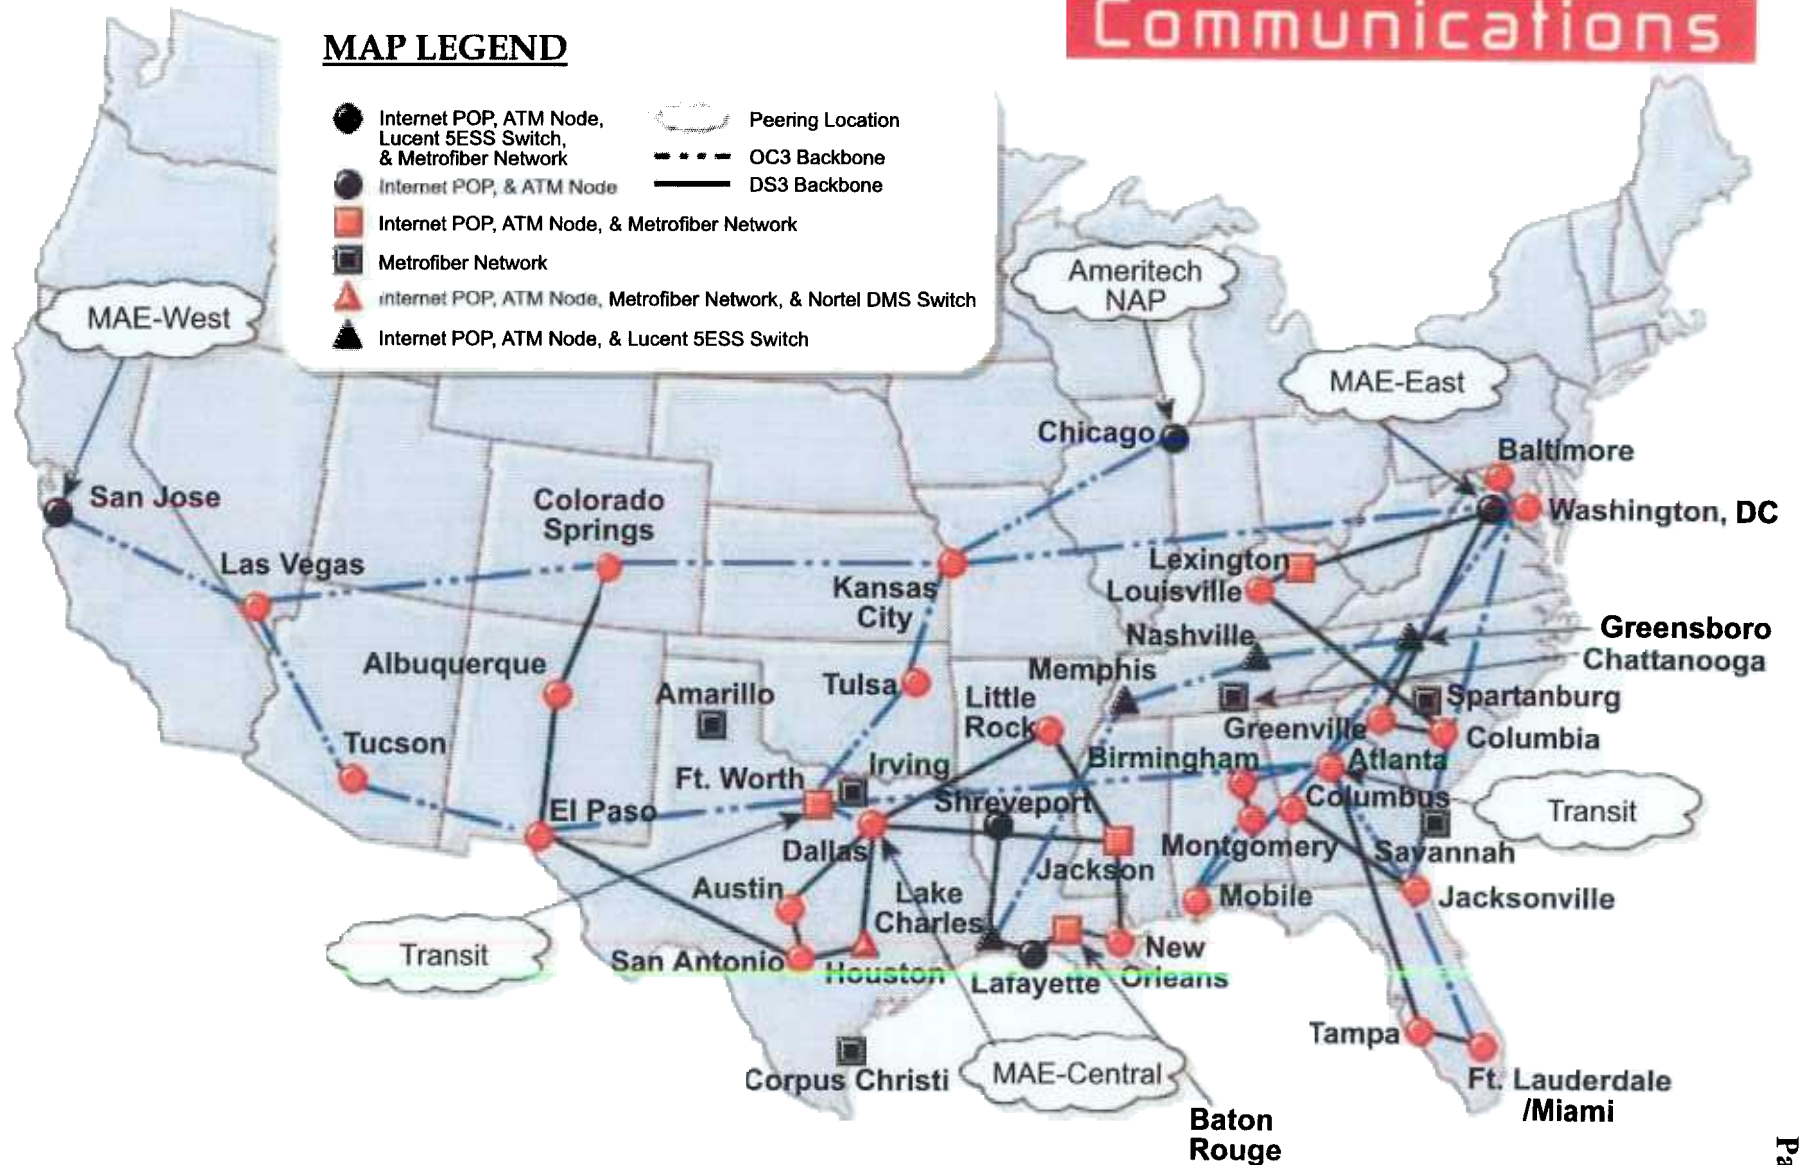 Communications
MAP LEGEND
Internet POP, ATM Node,
Lucent 5ESS Switch,
& Metrofiber Network
Internet POP, & ATM Node
Internet POP, ATM Node, & Metrofiber Network
Metrofiber Network
Internet POP, ATM Node, Metrofiber Network, & Nortel DMS Switch
Internet POP, ATM Node, & Lucent 5ESS Switch
Peering Location
OC3 Backbone
DS3 Backbone
MAE-West
Ameritech
NAP
MAE-East
Chicago
Baltimore
San Jose
Colorado
Springs
Washington, DC
Las Vegas
Lexington
Kansas
City
Louisville
Nashville
Greensboro
Chattanooga
Albuquerque
Amarillo
Tulsa
Memphis
Little
Rock
Spartanburg
Greenville
Columbia
Tucson
Ft. Worth
Irving
Birmingham
Atlanta
El Paso
Shreveport
Columbus
Transit
Dallas
Jackson
Montgomery
Savannah
Austin
Lake
Charles
Mobile
Jacksonville
Transit
San Antonio
Houston
Lafayette
New
Orleans
Tampa
Corpus Christi
MAE-Central
Ft. Lauderdale
/Miami
Baton
Rouge
Pa